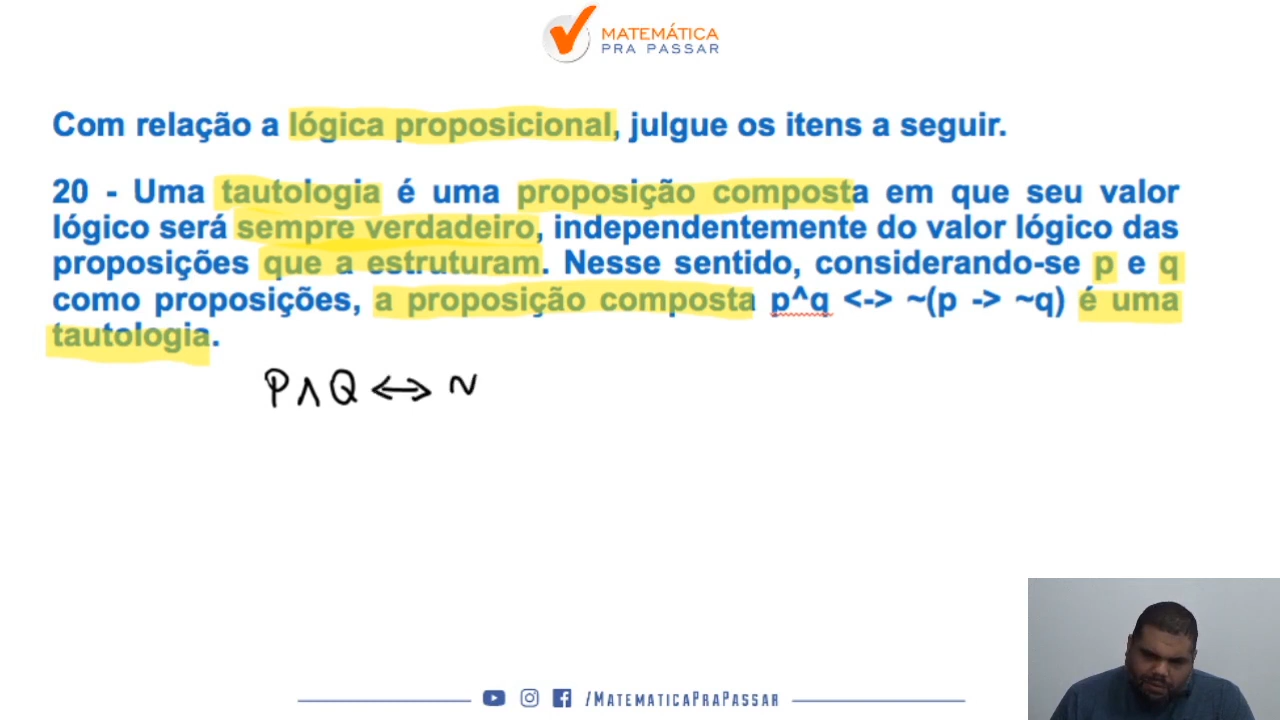 MATEMÁTICA
PRA PASSAR
Com relação a lógica proposicional, julgue os itens a seguir.
20 - Uma tautologia é uma proposição composta em que seu valor
lógico será sempre verdadeiro, independentemente do valor lógico das
proposições que a estruturam. Nesse sentido, considerando-se p e q
como proposições, a proposição composta p^q <-> ~(p -> ~q) é uma
tautologia.
P ∧ Q ↔ ~
/MATEMATICAPRAPASSAR